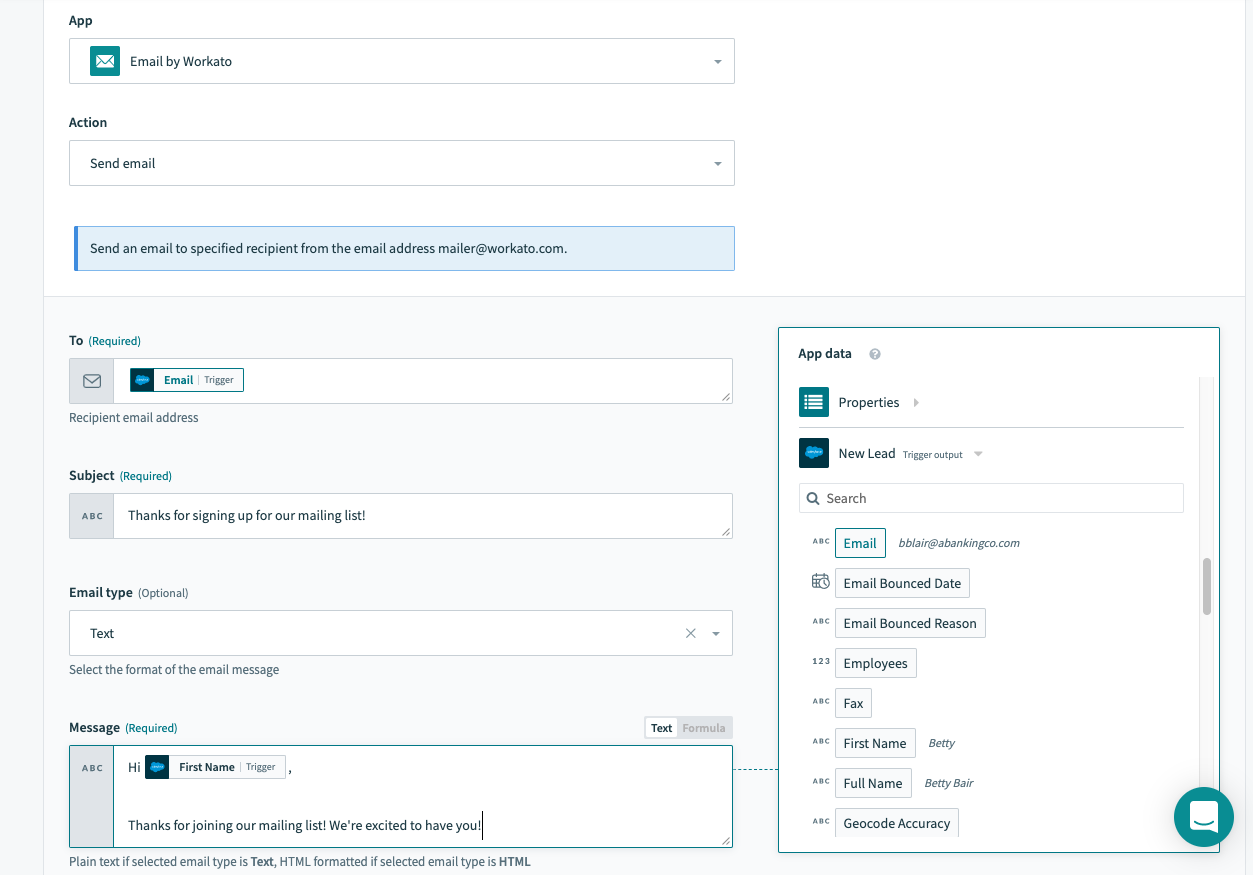 App
Email by Workato
Action
Send email
Send an email to specified recipient from the email address mailer@workato.com.
To (Required)
Email | Trigger
Recipient email address
Subject (Required)
ABC Thanks for signing up for our mailing list!
Email type (Optional)
Text
Select the format of the email message
Message (Required)
Text Formula
ABC Hi First Name | Trigger ,
Thanks for joining our mailing list! We're excited to have you!
Plain text if selected email type is Text, HTML formatted if selected email type is HTML
App data ?
Properties
New Lead Trigger output
Search
ABC Email bblair@abankingco.com
Email Bounced Date
ABC Email Bounced Reason
123 Employees
ABC Fax
ABC First Name Betty
ABC Full Name Betty Bair
ABC Geocode Accuracy